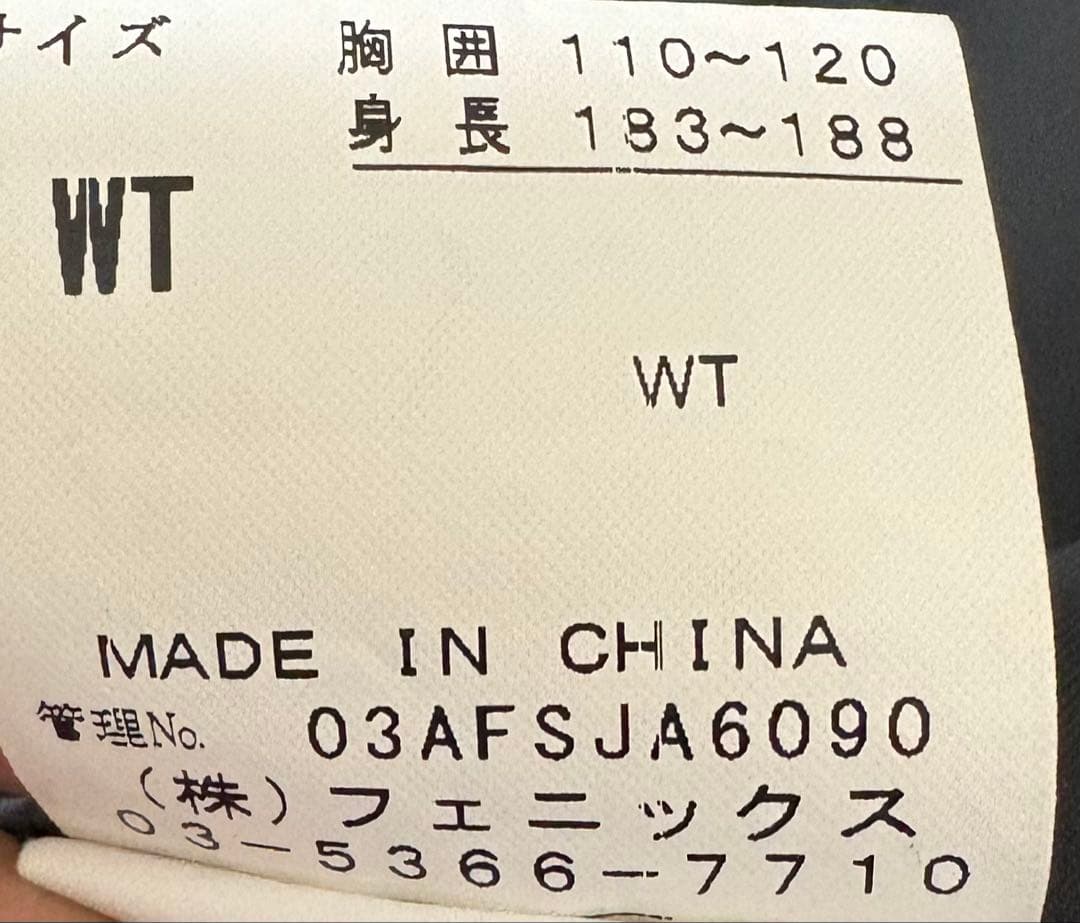 サイズ 胸囲 110〜120
身長 183〜188
WT
WT
MADE IN CHINA
管理No. 03AFSJA6090
(株)フェニックス
03-5366-7710